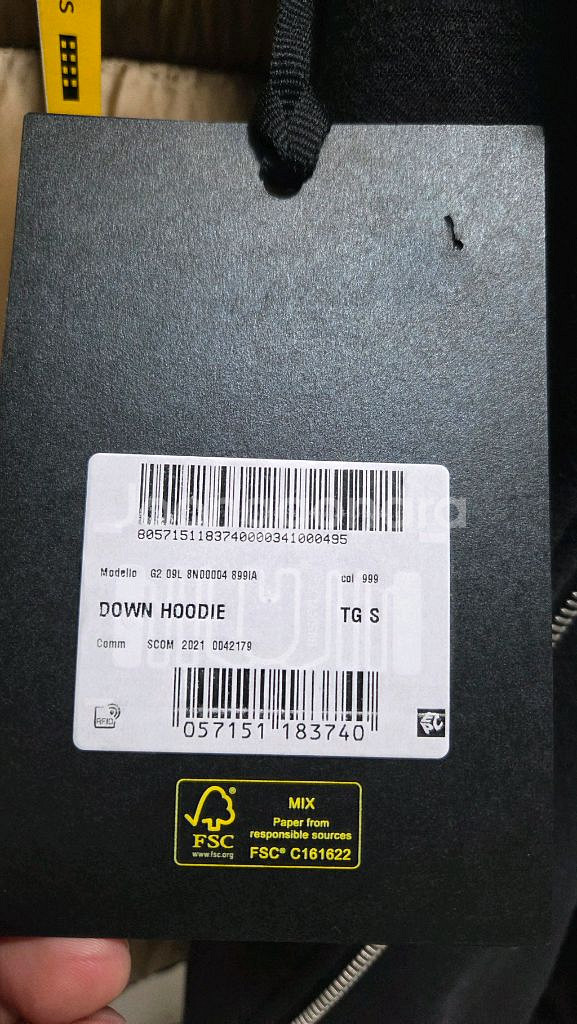 S
8057151183740000341000495
Modello G2 09L 8N00004 899IA col 999
DOWN HOODIE TG S
Comm SCOM 2021 0042179
RFID
057151 183740
EPC
MIX
Paper from
responsible sources
FSC
www.fsc.org
FSC® C161622